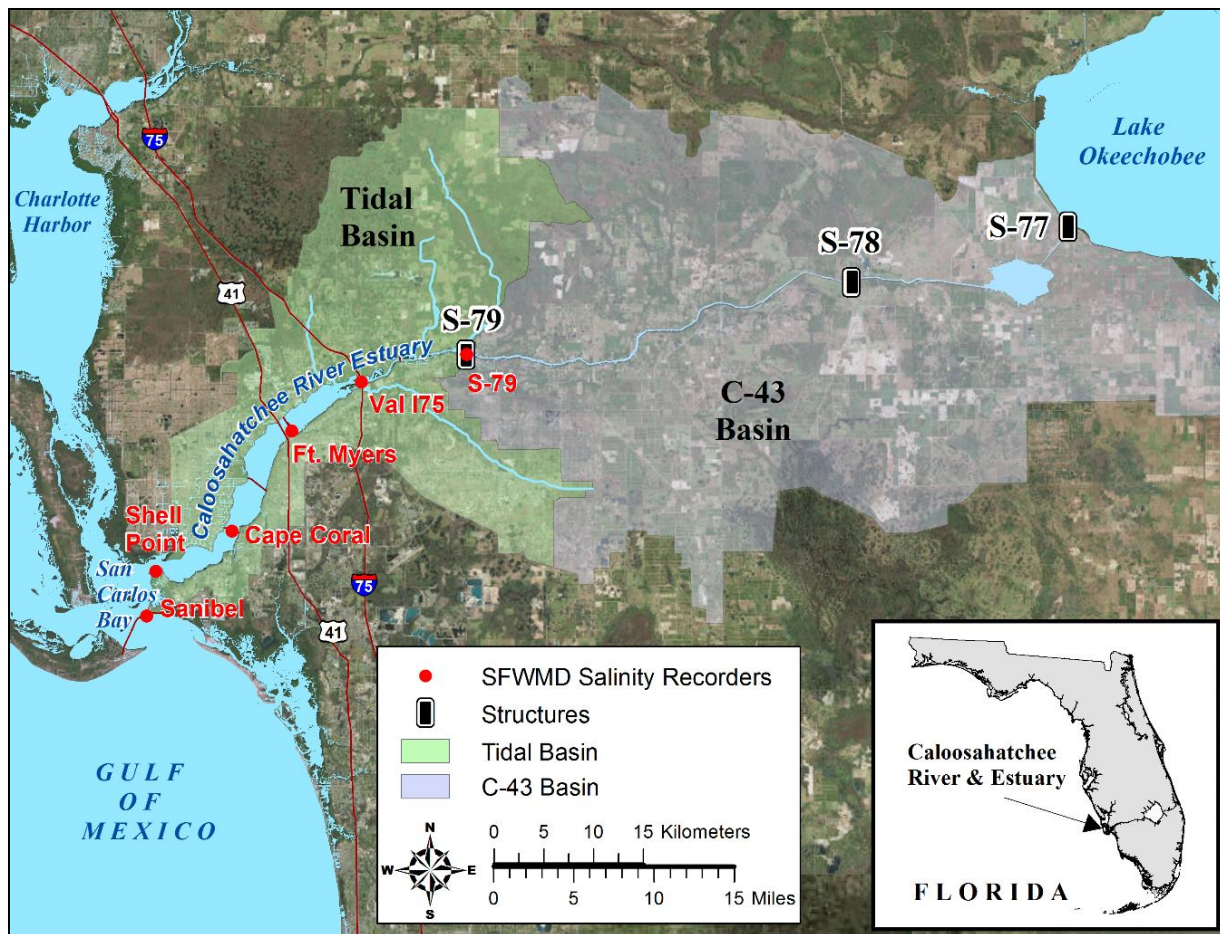 75
Charlotte
Harbor
Tidal
Basin
Lake
Okeechobee
S-77
S-78
41
S-79
S-79
Caloosahatchee River Estuary
Val I75
C-43
Basin
Ft. Myers
Shell
Point
Cape Coral
San
Carlos
Bay
Sanibel
75
41
GULF
OF
MEXICO
SFWMD Salinity Recorders
Structures
Tidal Basin
C-43 Basin
N
W
E
S
0 5 10 15 Kilometers
0 5 10 15 Miles
Caloosahatchee
River & Estuary
FLORIDA